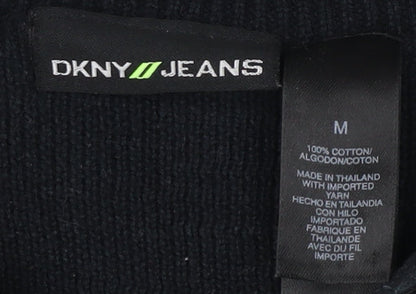 DKNY JEANS
M
100% COTTON/
ALGODON/COTON
MADE IN THAILAND
WITH IMPORTED
YARN
HECHO EN TAILANDIA
CON HILO
IMPORTADO
FABRIQUE EN
THAILANDE
AVEC DU FIL
IMPORTE